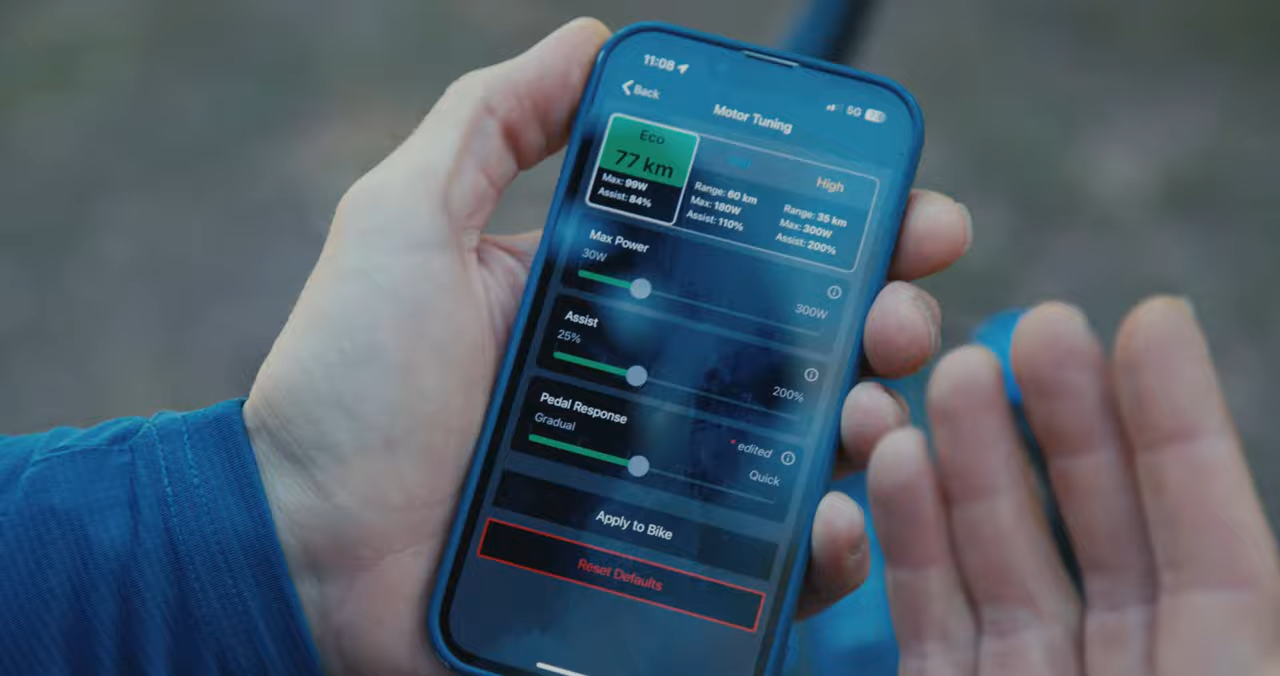 11:08
5G
Back
Motor Tuning
Eco
77 km
Max: 99W
Assist: 84%
Range: 60 km
Max: 180W
Assist: 110%
High
Range: 35 km
Max: 300W
Assist: 200%
Max Power
30W
300W
Assist
25%
200%
Pedal Response
Gradual
* edited
Quick
Apply to Bike
Reset Defaults